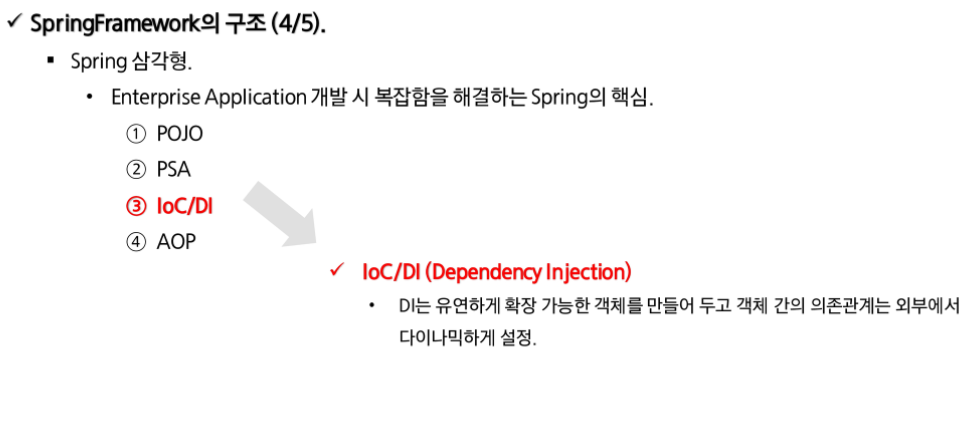 ✓ SpringFramework의 구조 (4/5).
▪ Spring 삼각형.
• Enterprise Application 개발 시 복잡함을 해결하는 Spring의 핵심.
① POJO
② PSA
③ IoC/DI
④ AOP
✓ IoC/DI (Dependency Injection)
• DI는 유연하게 확장 가능한 객체를 만들어 두고 객체 간의 의존관계는 외부에서
다이나믹하게 설정.